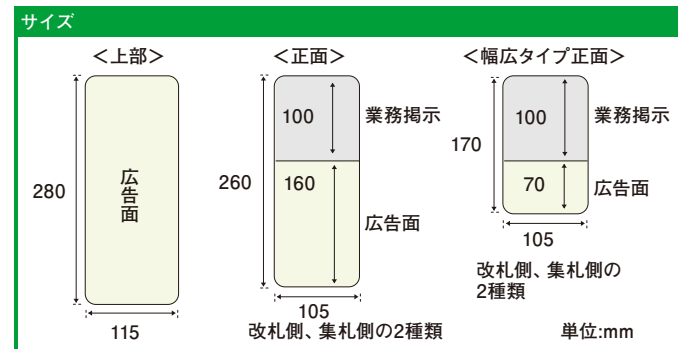 サイズ
＜上部＞
広告面
280
115
＜正面＞
100
業務掲示
260
160
広告面
105
改札側、集札側の2種類
＜幅広タイプ正面＞
100
業務掲示
170
70
広告面
105
改札側、集札側の
2種類
単位:mm